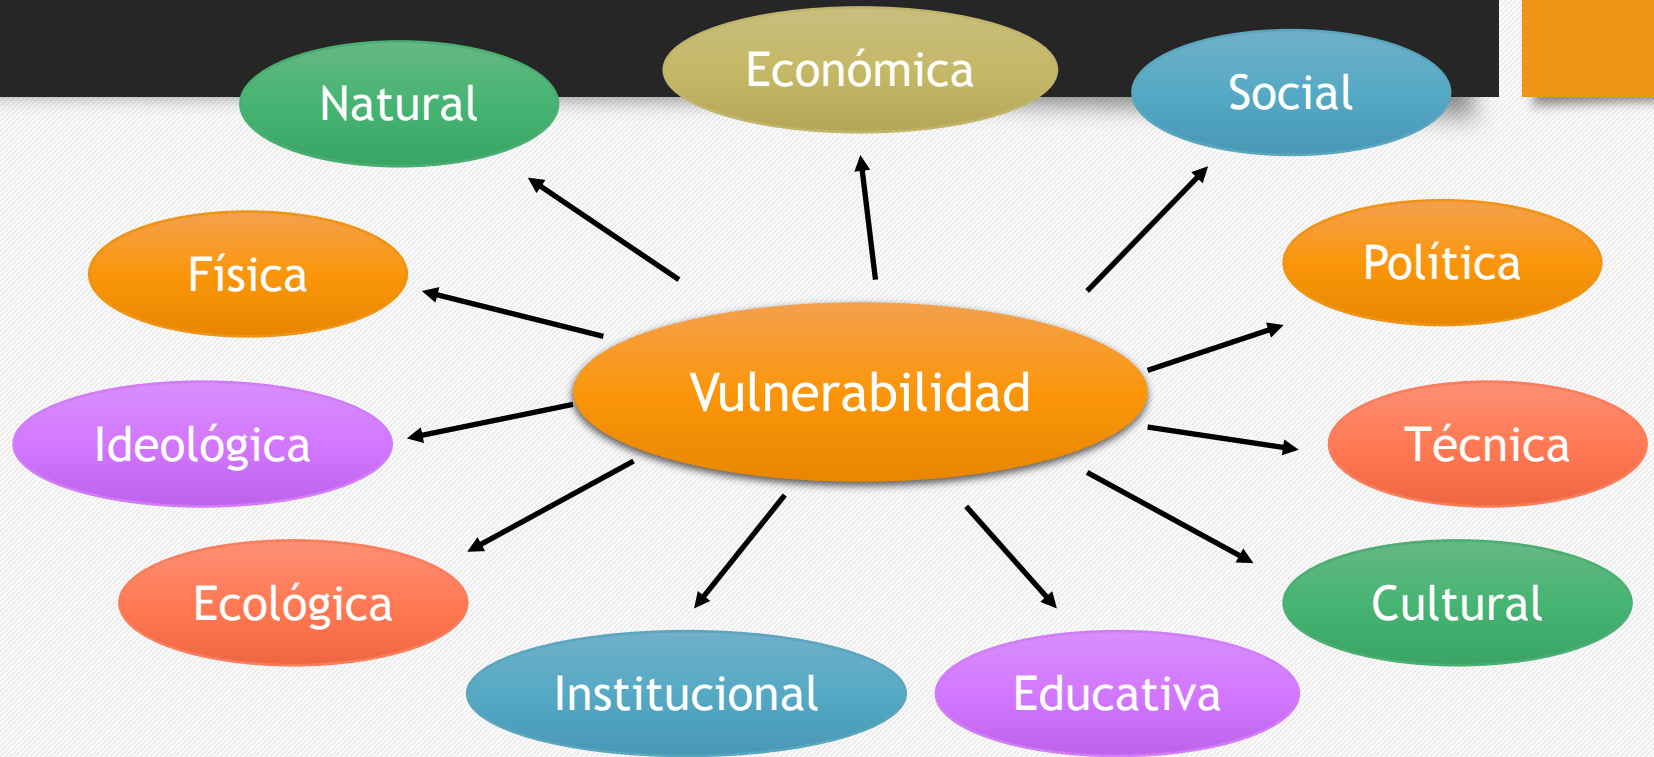 Económica
Social
Natural
Política
Física
Vulnerabilidad
Ideológica
Técnica
Ecológica
Cultural
Institucional
Educativa